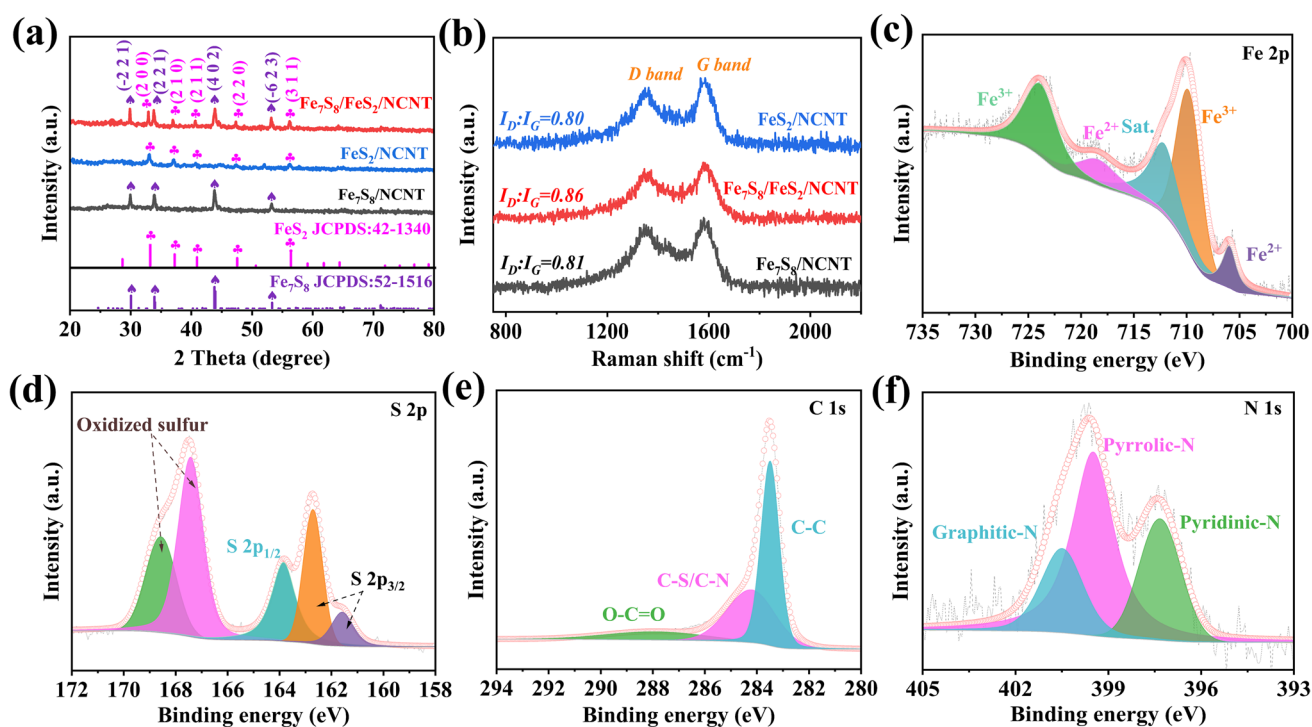 (a)
(-2 2 1)
(2 0 0)
(2 2 1)
(2 1 0)
(2 1 1)
(4 0 2)
(2 2 0)
(-6 2 3)
(3 1 1)
Fe₇S₈/FeS₂/NCNT
FeS₂/NCNT
Fe₇S₈/NCNT
FeS₂ JCPDS:42-1340
Fe₇S₈ JCPDS:52-1516
Intensity (a.u.)
20 30 40 50 60 70 80
2 Theta (degree)
(b)
D band
G band
I_D:I_G=0.80
FeS₂/NCNT
I_D:I_G=0.86
Fe₇S₈/FeS₂/NCNT
I_D:I_G=0.81
Fe₇S₈/NCNT
Intensity (a.u.)
800 1200 1600 2000
Raman shift (cm⁻¹)
(c)
Fe 2p
Fe³⁺
Fe²⁺
Sat.
Fe³⁺
Fe²⁺
Intensity (a.u.)
735 730 725 720 715 710 705 700
Binding energy (eV)
(d)
S 2p
Oxidized sulfur
S 2p₁/₂
S 2p₃/₂
Intensity (a.u.)
172 170 168 166 164 162 160 158
Binding energy (eV)
(e)
C 1s
C-C
C-S/C-N
O-C=O
Intensity (a.u.)
294 292 290 288 286 284 282 280
Binding energy (eV)
(f)
N 1s
Pyrrolic-N
Graphitic-N
Pyridinic-N
Intensity (a.u.)
405 402 399 396 393
Binding energy (eV)